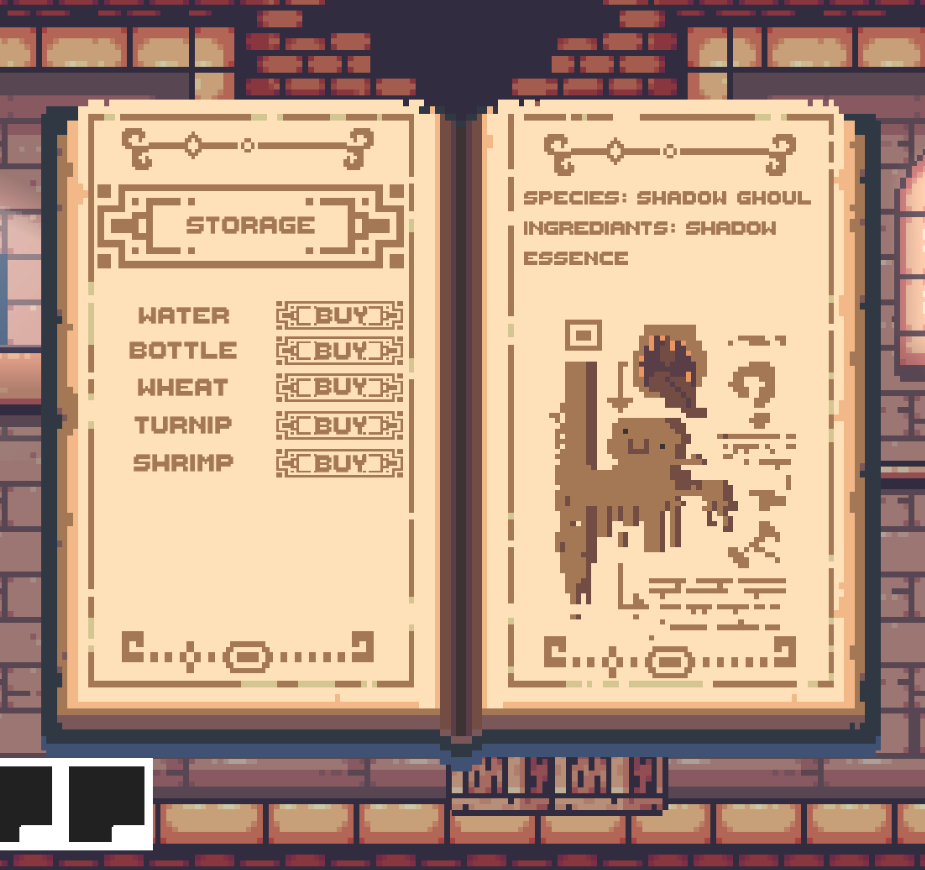 STORAGE
WATER BUY
BOTTLE BUY
WHEAT BUY
TURNIP BUY
SHRIMP BUY
SPECIES: SHADOW GHOUL
INGREDIANTS: SHADOW
ESSENCE